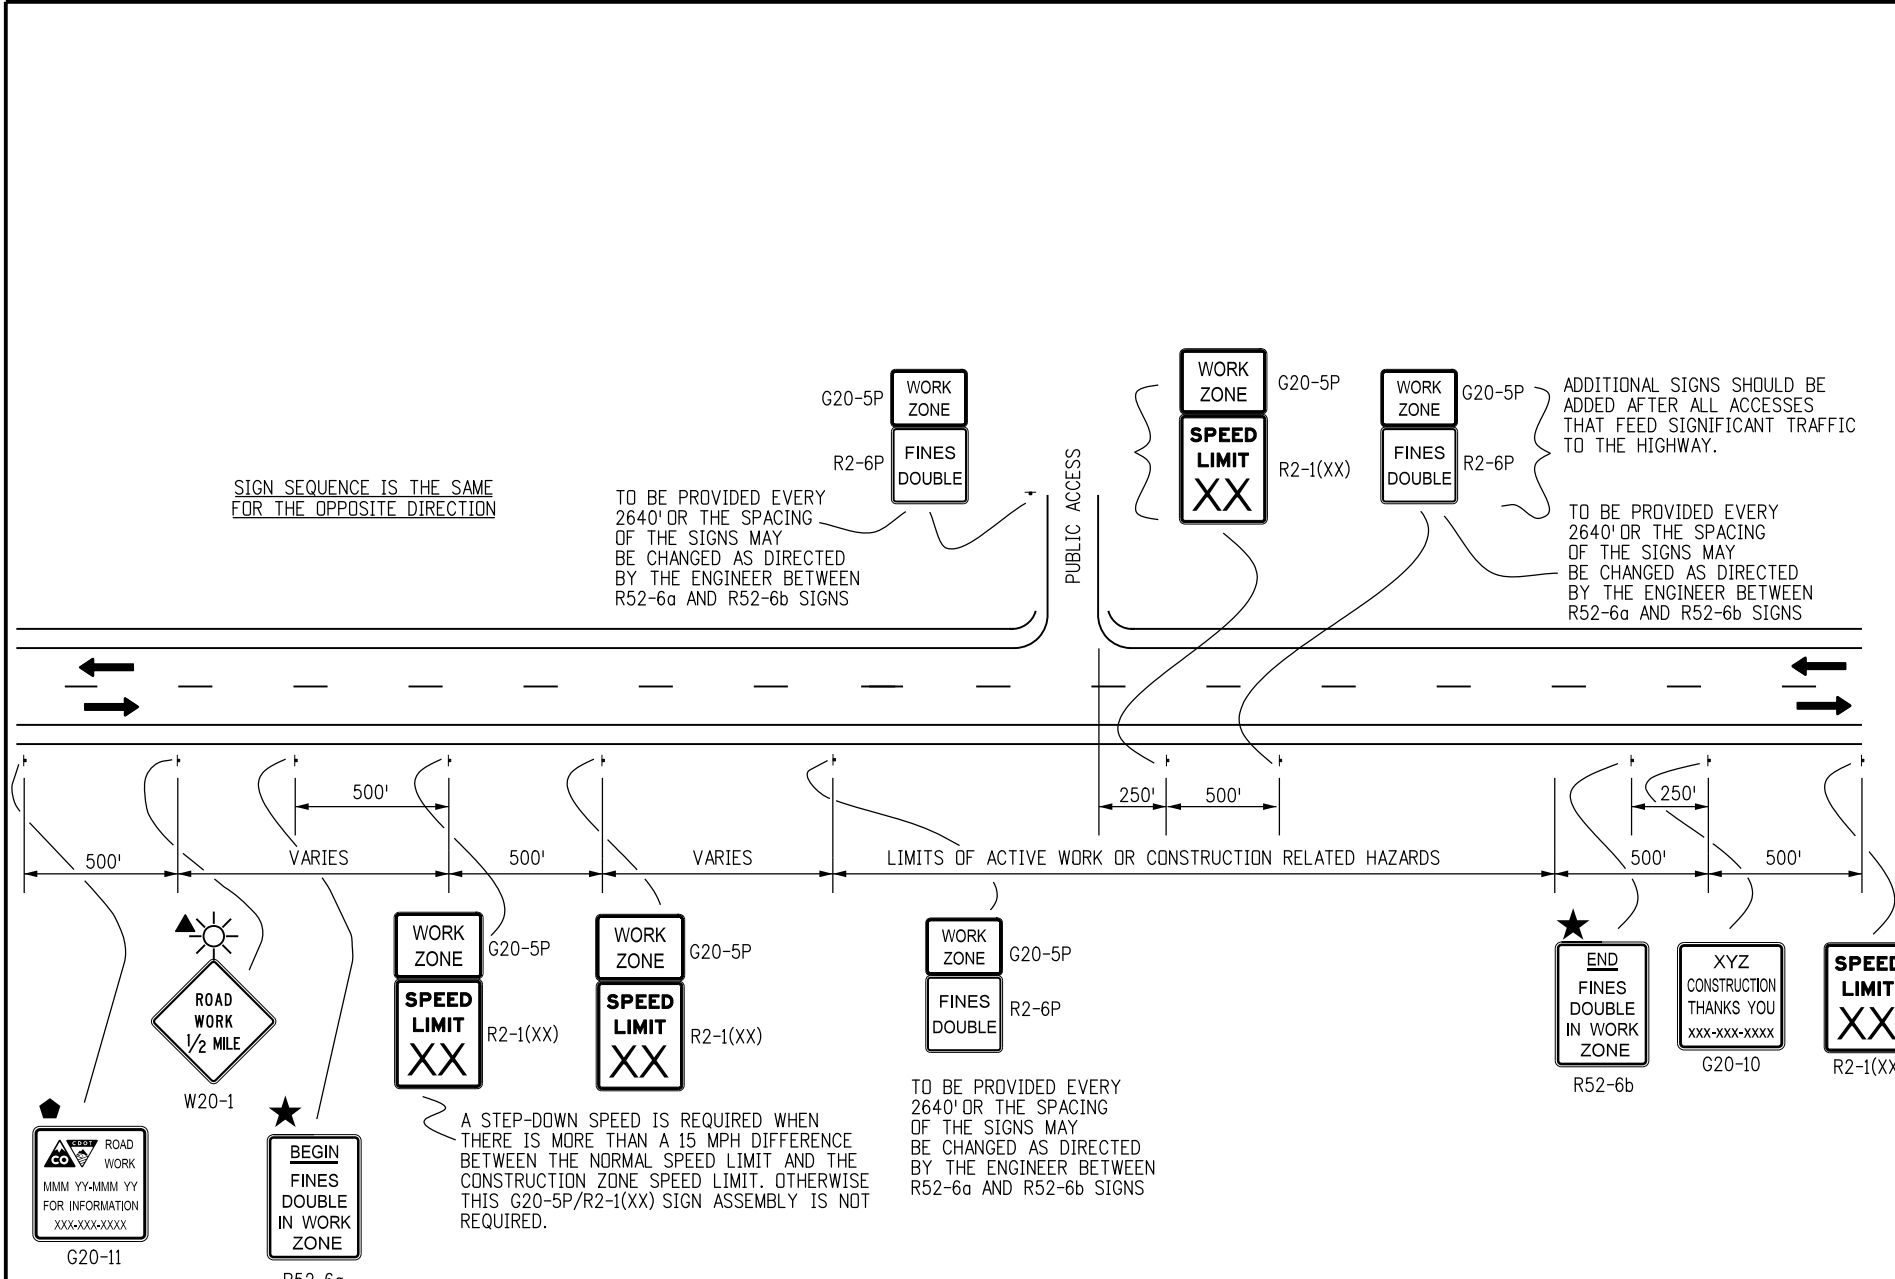 WORK
ZONE
G20-5P
FINES
DOUBLE
R2-6P
WORK
ZONE
G20-5P
SPEED
LIMIT
XX
R2-1(XX)
WORK
ZONE
G20-5P
FINES
DOUBLE
R2-6P
ADDITIONAL SIGNS SHOULD BE
ADDED AFTER ALL ACCESSES
THAT FEED SIGNIFICANT TRAFFIC
TO THE HIGHWAY.
SIGN SEQUENCE IS THE SAME
FOR THE OPPOSITE DIRECTION
TO BE PROVIDED EVERY
2640' OR THE SPACING
OF THE SIGNS MAY
BE CHANGED AS DIRECTED
BY THE ENGINEER BETWEEN
R52-6a AND R52-6b SIGNS
PUBLIC ACCESS
TO BE PROVIDED EVERY
2640' OR THE SPACING
OF THE SIGNS MAY
BE CHANGED AS DIRECTED
BY THE ENGINEER BETWEEN
R52-6a AND R52-6b SIGNS
500'
250'
500'
250'
500'
VARIES
500'
VARIES
LIMITS OF ACTIVE WORK OR CONSTRUCTION RELATED HAZARDS
500'
500'
ROAD
WORK
1/2 MILE
W20-1
WORK
ZONE
G20-5P
SPEED
LIMIT
XX
R2-1(XX)
WORK
ZONE
G20-5P
SPEED
LIMIT
XX
R2-1(XX)
WORK
ZONE
G20-5P
FINES
DOUBLE
R2-6P
END
FINES
DOUBLE
IN WORK
ZONE
R52-6b
XYZ
CONSTRUCTION
THANKS YOU
xxx-xxx-xxxx
G20-10
SPEED
LIMIT
XX
R2-1(XX
CO
CDOT
ROAD
WORK
MMM YY-MMM YY
FOR INFORMATION
XXX-XXX-XXXX
G20-11
BEGIN
FINES
DOUBLE
IN WORK
ZONE
R52-6a
A STEP-DOWN SPEED IS REQUIRED WHEN
THERE IS MORE THAN A 15 MPH DIFFERENCE
BETWEEN THE NORMAL SPEED LIMIT AND THE
CONSTRUCTION ZONE SPEED LIMIT. OTHERWISE
THIS G20-5P/R2-1(XX) SIGN ASSEMBLY IS NOT
REQUIRED.
TO BE PROVIDED EVERY
2640' OR THE SPACING
OF THE SIGNS MAY
BE CHANGED AS DIRECTED
BY THE ENGINEER BETWEEN
R52-6a AND R52-6b SIGNS